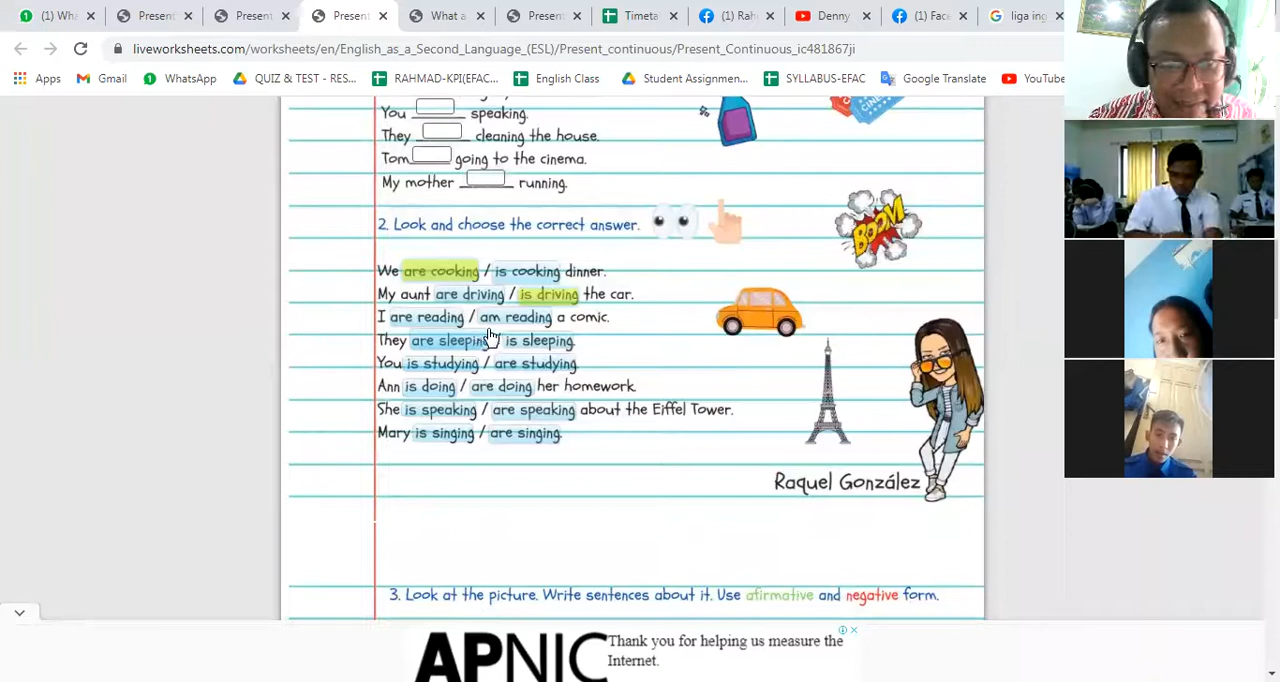 (1) Wha
Present
Present
Present
What a
Present
Timeta
(1) Rah
Denny
(1) Face
liga ing
liveworksheets.com/worksheets/en/English_as_a_Second_Language_(ESL)/Present_continuous/Present_Continuous_ic481867ji
Apps
Gmail
WhatsApp
QUIZ & TEST - RES...
RAHMAD-KPI(EFAC...
English Class
Student Assignmen...
SYLLABUS-EFAC
Google Translate
YouTube
You speaking.
They cleaning the house.
Tom going to the cinema.
My mother running.
CINE
2. Look and choose the correct answer.
BOOM
We are cooking / is cooking dinner.
My aunt are driving / is driving the car.
I are reading / am reading a comic.
They are sleeping is sleeping.
You is studying / are studying.
Ann is doing / are doing her homework.
She is speaking / are speaking about the Eiffel Tower.
Mary is singing / are singing.
Raquel González
3. Look at the picture. Write sentences about it. Use afirmative and negative form.
APNIC
Thank you for helping us measure the
Internet.